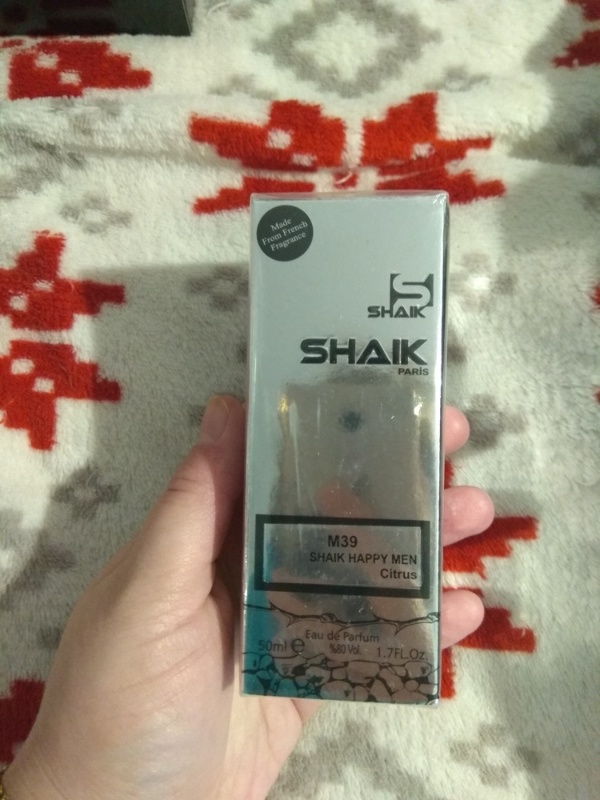 Made
From French
Fragrance
S
SHAIK
SHAIK
PARİS
M39
SHAIK HAPPY MEN
Citrus
Eau de Parfum
50ml e %80 Vol. 1.7FL.Oz.